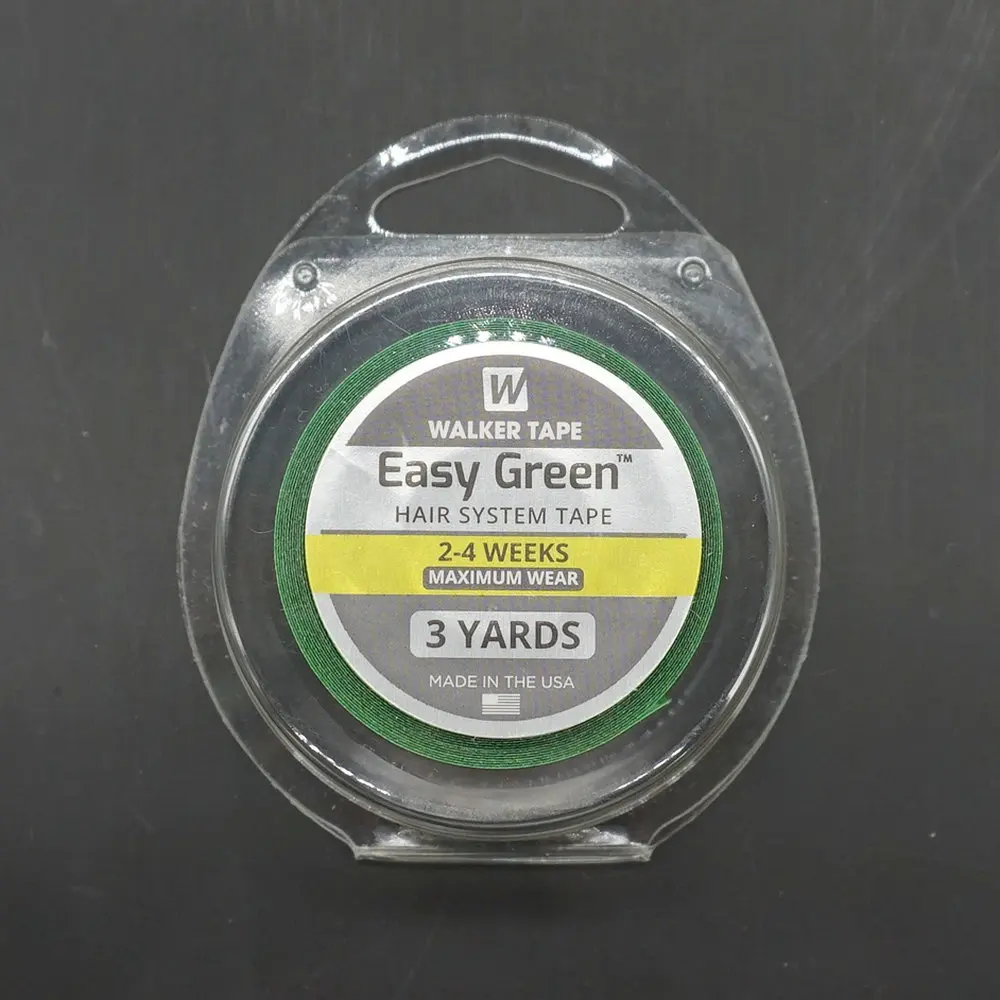 W
WALKER TAPE
Easy Green™
HAIR SYSTEM TAPE
2-4 WEEKS
MAXIMUM WEAR
3 YARDS
MADE IN THE USA